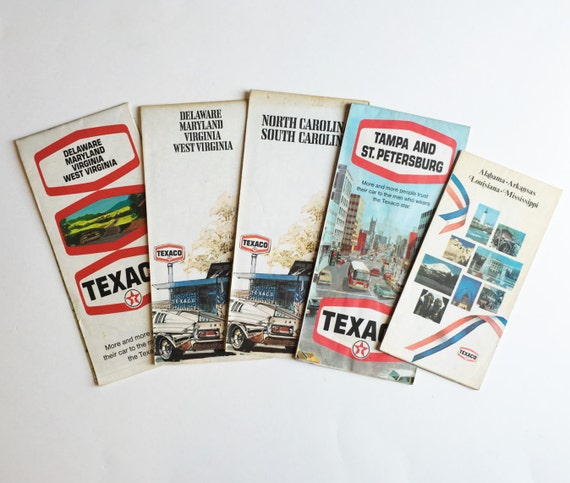 DELAWARE
MARYLAND
VIRGINIA
WEST VIRGINIA
TEXACO
More and more
their car to the m
the Texa
DELAWARE
MARYLAND
VIRGINIA
WEST VIRGINIA
TEXACO
NORTH CAROLIN
SOUTH CAROLIN
TEXACO
TAMPA AND
ST. PETERSBURG
More and more people trust
their car to the man who wears
the Texaco star.
TEXACO
Alabama-Arkansas
Louisiana-Mississippi
TEXACO